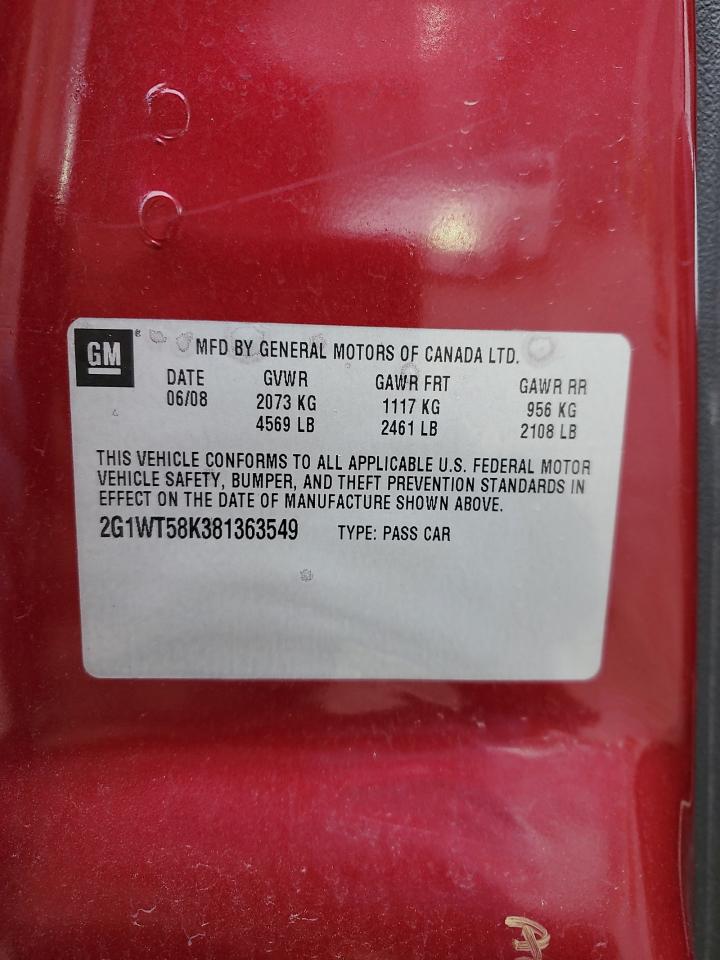 GM
MFD BY GENERAL MOTORS OF CANADA LTD.
DATE GVWR GAWR FRT GAWR RR
06/08 2073 KG 1117 KG 956 KG
4569 LB 2461 LB 2108 LB
THIS VEHICLE CONFORMS TO ALL APPLICABLE U.S. FEDERAL MOTOR
VEHICLE SAFETY, BUMPER, AND THEFT PREVENTION STANDARDS IN
EFFECT ON THE DATE OF MANUFACTURE SHOWN ABOVE.
2G1WT58K381363549 TYPE: PASS CAR